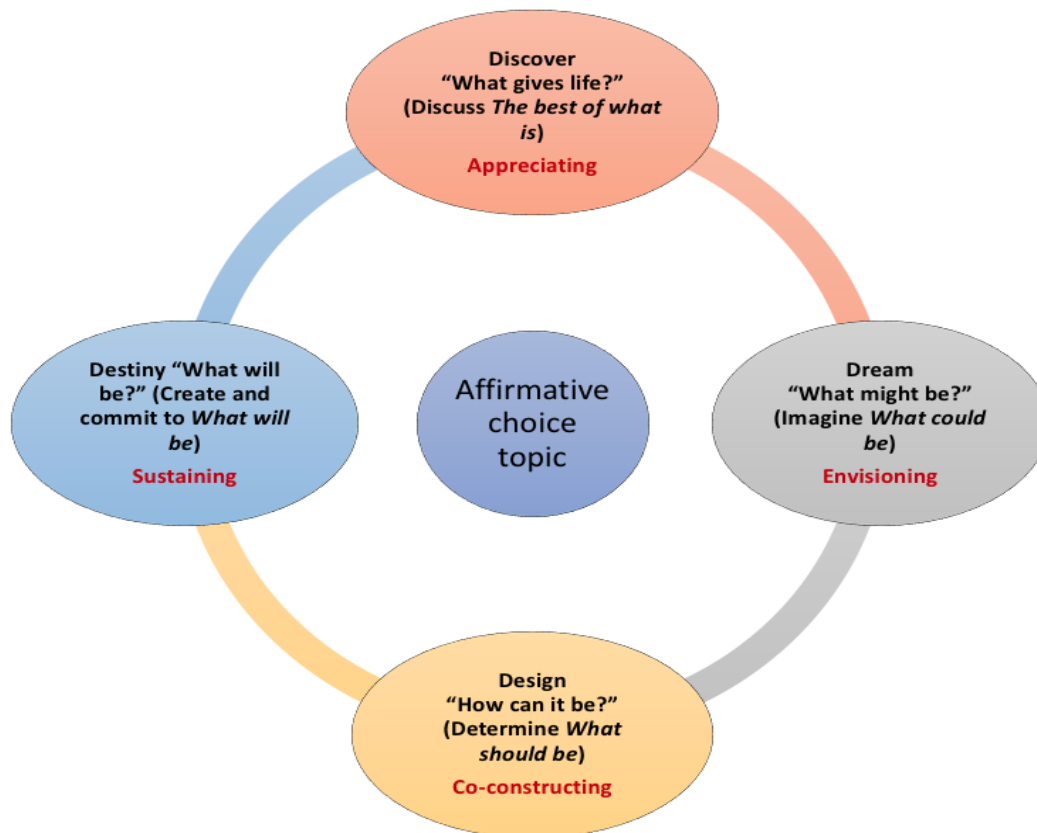 Discover
“What gives life?”
(Discuss The best of what
is)
Appreciating
Destiny “What will
be?” (Create and
commit to What will
be)
Sustaining
Affirmative
choice
topic
Dream
“What might be?”
(Imagine What could
be)
Envisioning
Design
“How can it be?”
(Determine What
should be)
Co-constructing